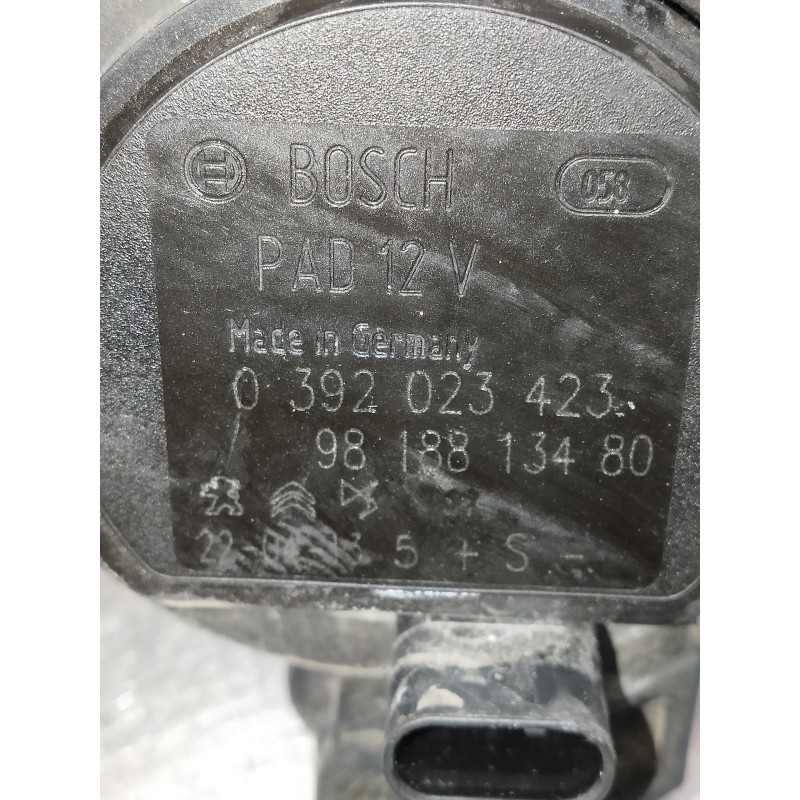 BOSCH 058
PAD 12 V
Made in Germany
0 392 023 423
98 188 134 80
5 + S -